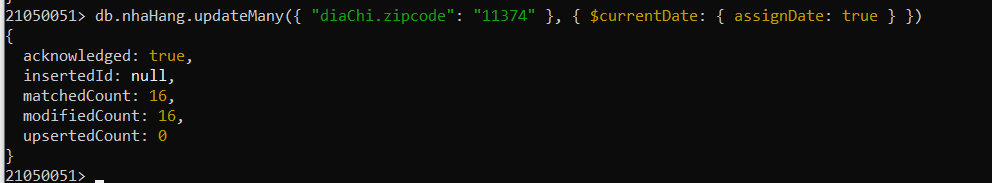 21050051> db.nhaHang.updateMany({ "diaChi.zipcode": "11374" }, { $currentDate: { assignDate: true } })
{
  acknowledged: true,
  insertedId: null,
  matchedCount: 16,
  modifiedCount: 16,
  upsertedCount: 0
}
21050051>